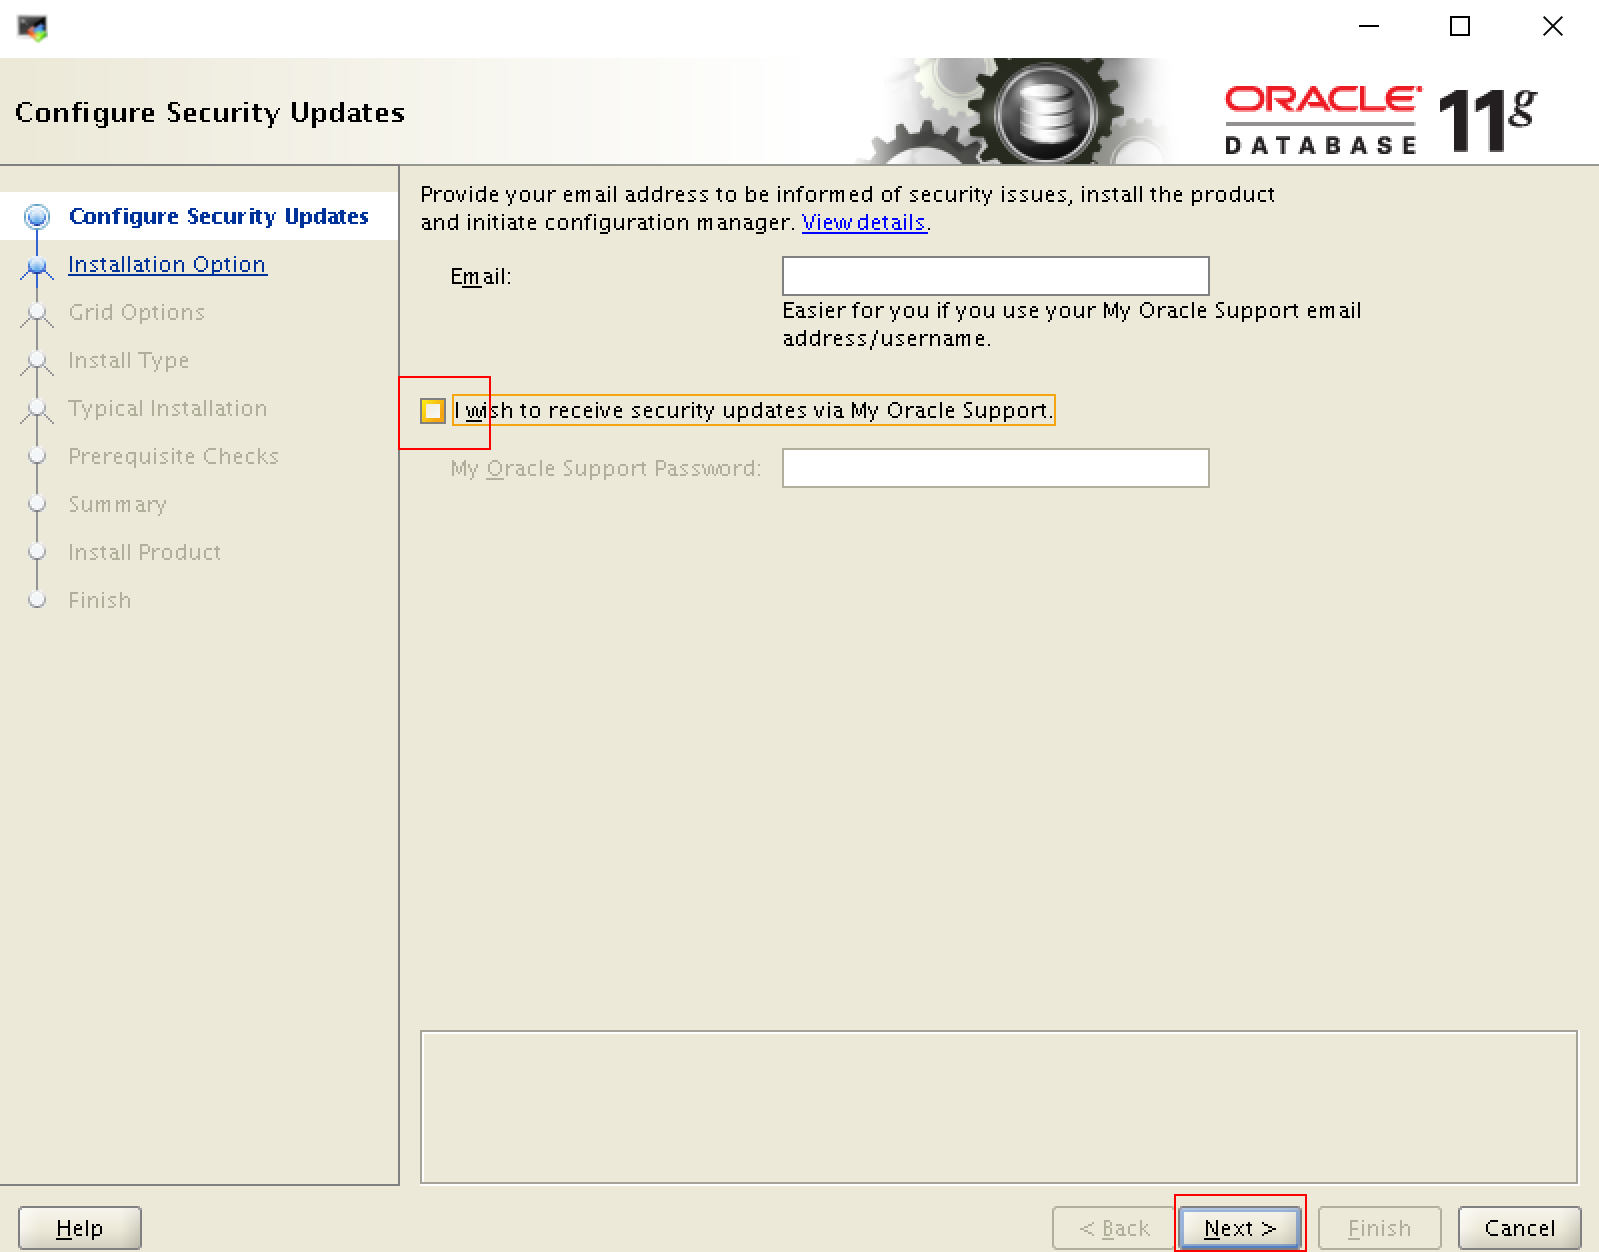 Configure Security Updates
ORACLE
DATABASE
11g
Configure Security Updates
Installation Option
Grid Options
Install Type
Typical Installation
Prerequisite Checks
Summary
Install Product
Finish
Provide your email address to be informed of security issues, install the product
and initiate configuration manager. View details.
Email:
Easier for you if you use your My Oracle Support email
address/username.
I wish to receive security updates via My Oracle Support.
My Oracle Support Password:
Help
< Back
Next >
Finish
Cancel